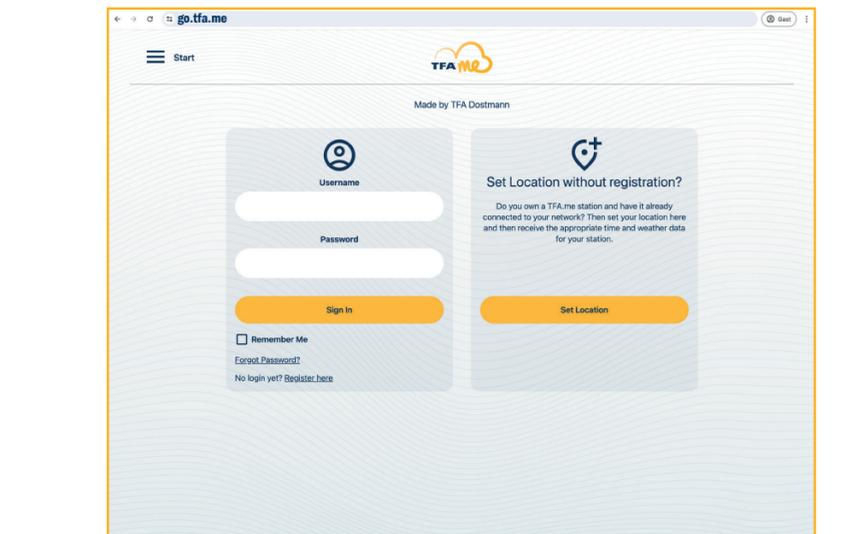 go.tfa.me
Gast
Start
TFA me
Made by TFA Dostmann
Username
Password
Sign In
Remember Me
Forgot Password?
No login yet? Register here
Set Location without registration?
Do you own a TFA.me station and have it already
connected to your network? Then set your location here
and then receive the appropriate time and weather data
for your station.
Set Location